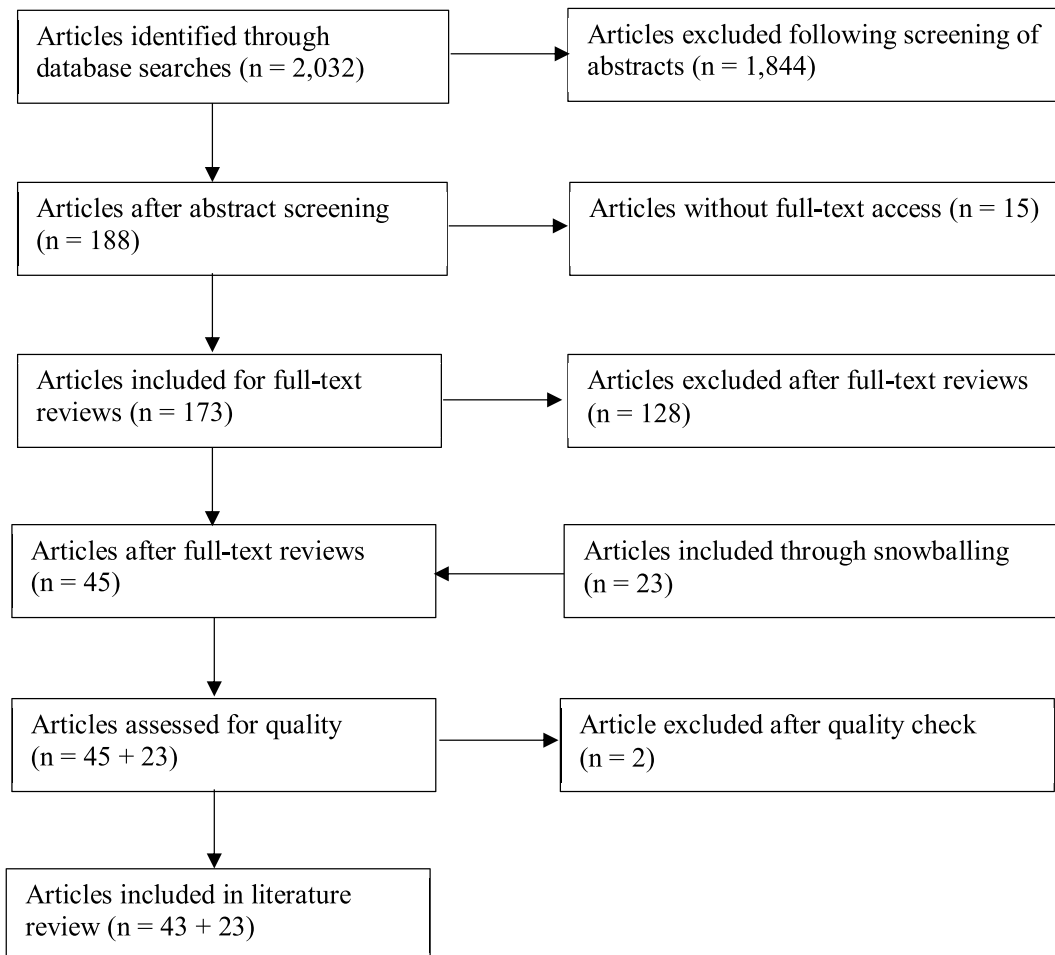 Articles identified through
database searches (n = 2,032)
Articles excluded following screening of
abstracts (n = 1,844)
Articles after abstract screening
(n = 188)
Articles without full-text access (n = 15)
Articles included for full-text
reviews (n = 173)
Articles excluded after full-text reviews
(n = 128)
Articles after full-text reviews
(n = 45)
Articles included through snowballing
(n = 23)
Articles assessed for quality
(n = 45 + 23)
Article excluded after quality check
(n = 2)
Articles included in literature
review (n = 43 + 23)